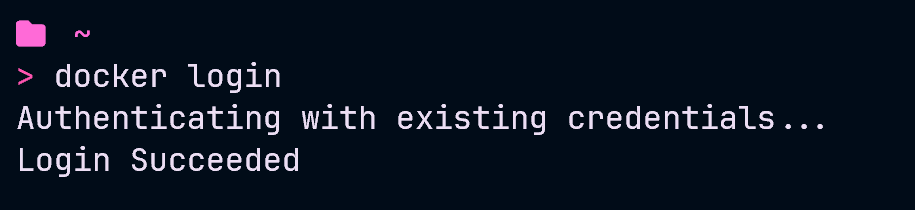 ~
> docker login
Authenticating with existing credentials...
Login Succeeded